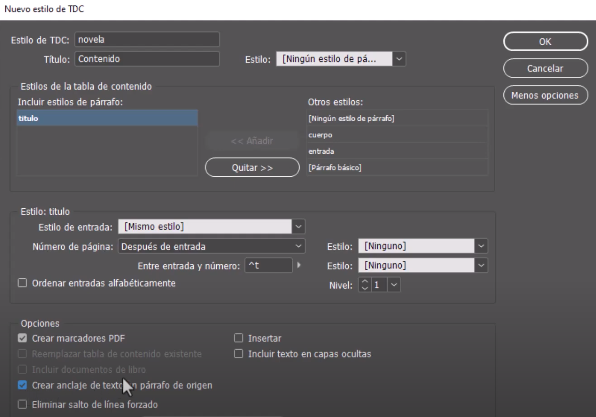 Nuevo estilo de TDC
Estilo de TDC: novela
OK
Título: Contenido Estilo: [Ningún estilo de pá...
Cancelar
Menos opciones
Estilos de la tabla de contenido
Incluir estilos de párrafo: Otros estilos:
titulo
[Ningún estilo de párrafo]
cuerpo
<< Añadir
entrada
Quitar >>
[Párrafo básico]
Estilo: titulo
Estilo de entrada: [Mismo estilo]
Número de página: Después de entrada Estilo: [Ninguno]
Entre entrada y número: ^t Estilo: [Ninguno]
Ordenar entradas alfabéticamente Nivel: 1
Opciones
Crear marcadores PDF Insertar
Reemplazar tabla de contenido existente Incluir texto en capas ocultas
Incluir documentos de libro
Crear anclaje de texto n párrafo de origen
Eliminar salto de línea forzado